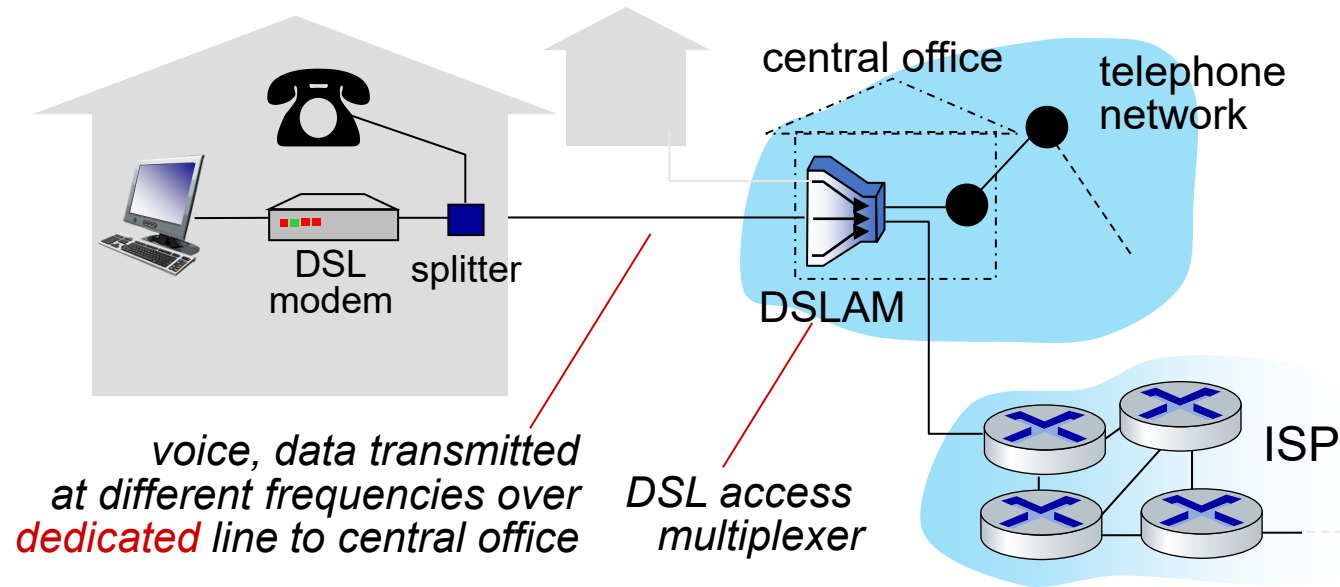 central office
telephone
network
DSL
modem
splitter
DSLAM
voice, data transmitted
at different frequencies over
dedicated line to central office
DSL access
multiplexer
ISP